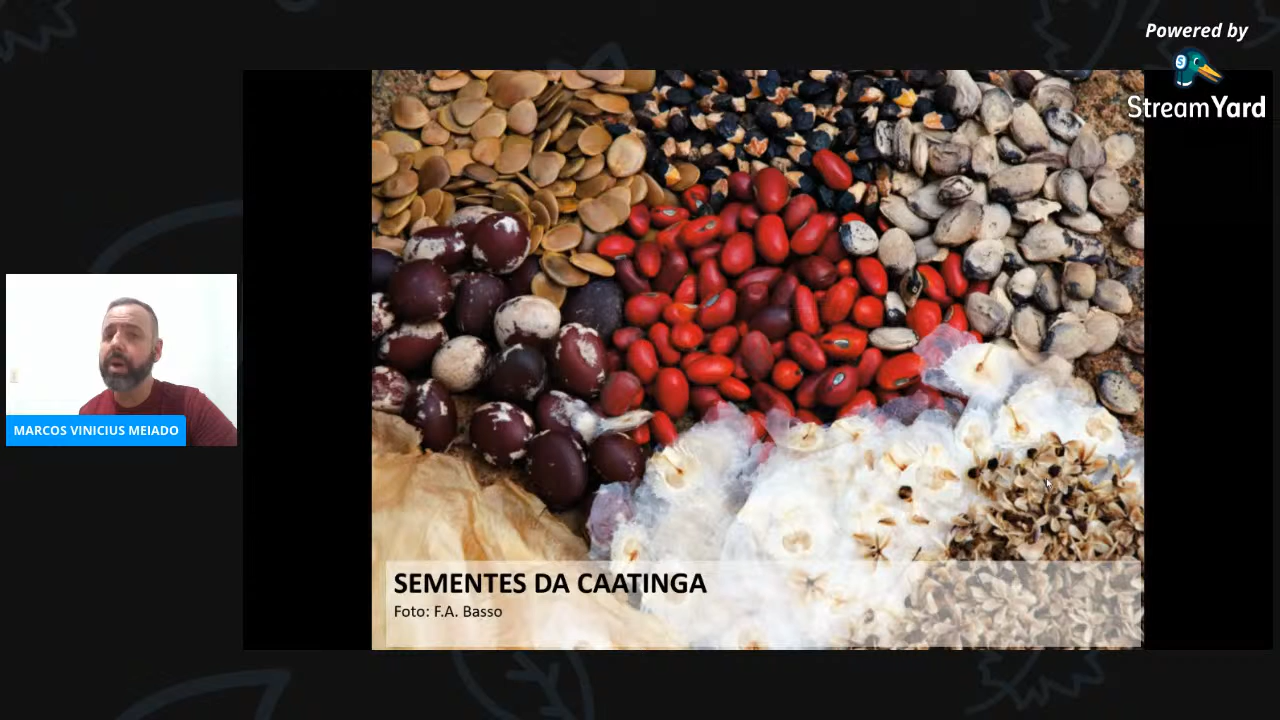 Powered by
StreamYard
MARCOS VINICIUS MEIADO
SEMENTES DA CAATINGA
Foto: F.A. Basso